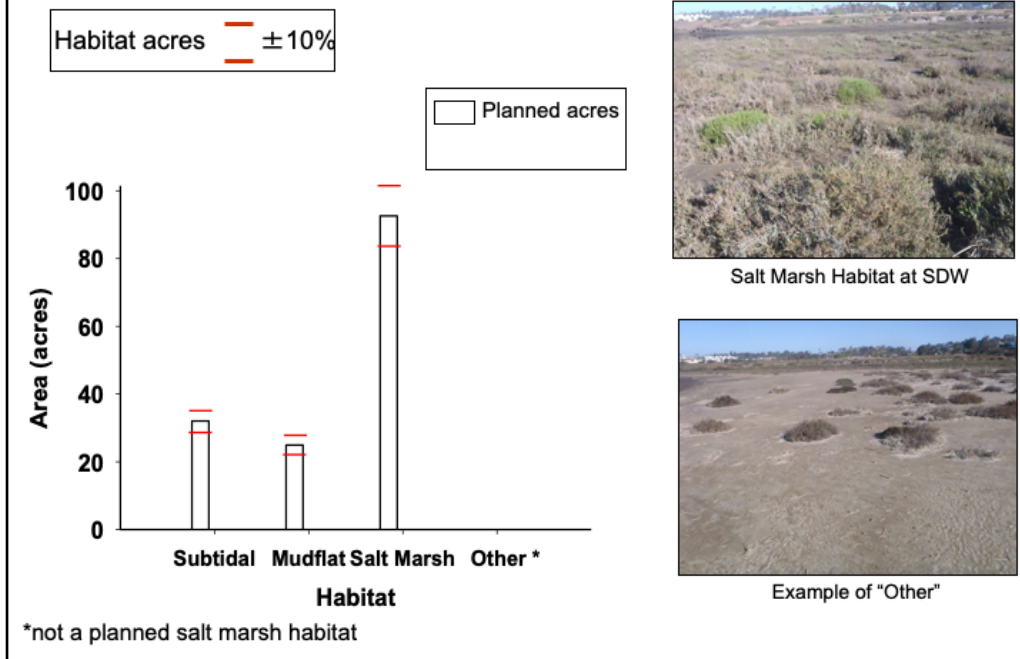 Habitat acres ±10%
Planned acres
100
80
60
40
20
0
Area (acres)
Subtidal Mudflat Salt Marsh Other *
Habitat
*not a planned salt marsh habitat
Salt Marsh Habitat at SDW
Example of “Other”